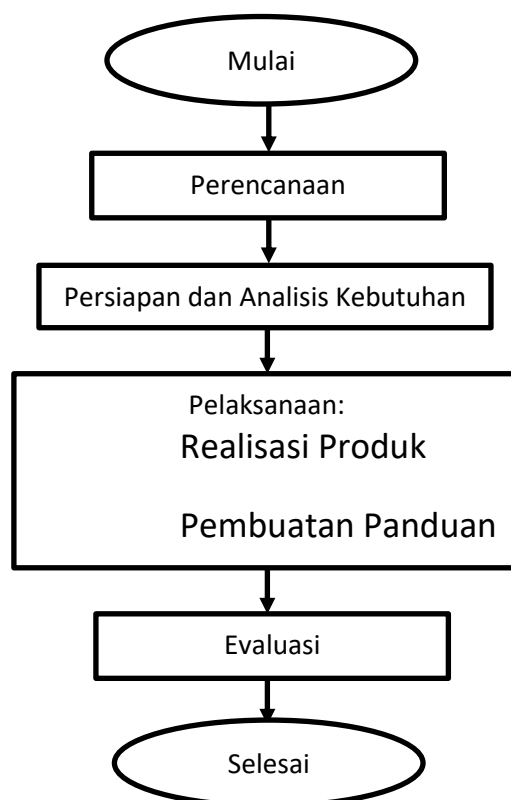 Mulai
Perencanaan
Persiapan dan Analisis Kebutuhan
Pelaksanaan:
Realisasi Produk
Pembuatan Panduan
Evaluasi
Selesai